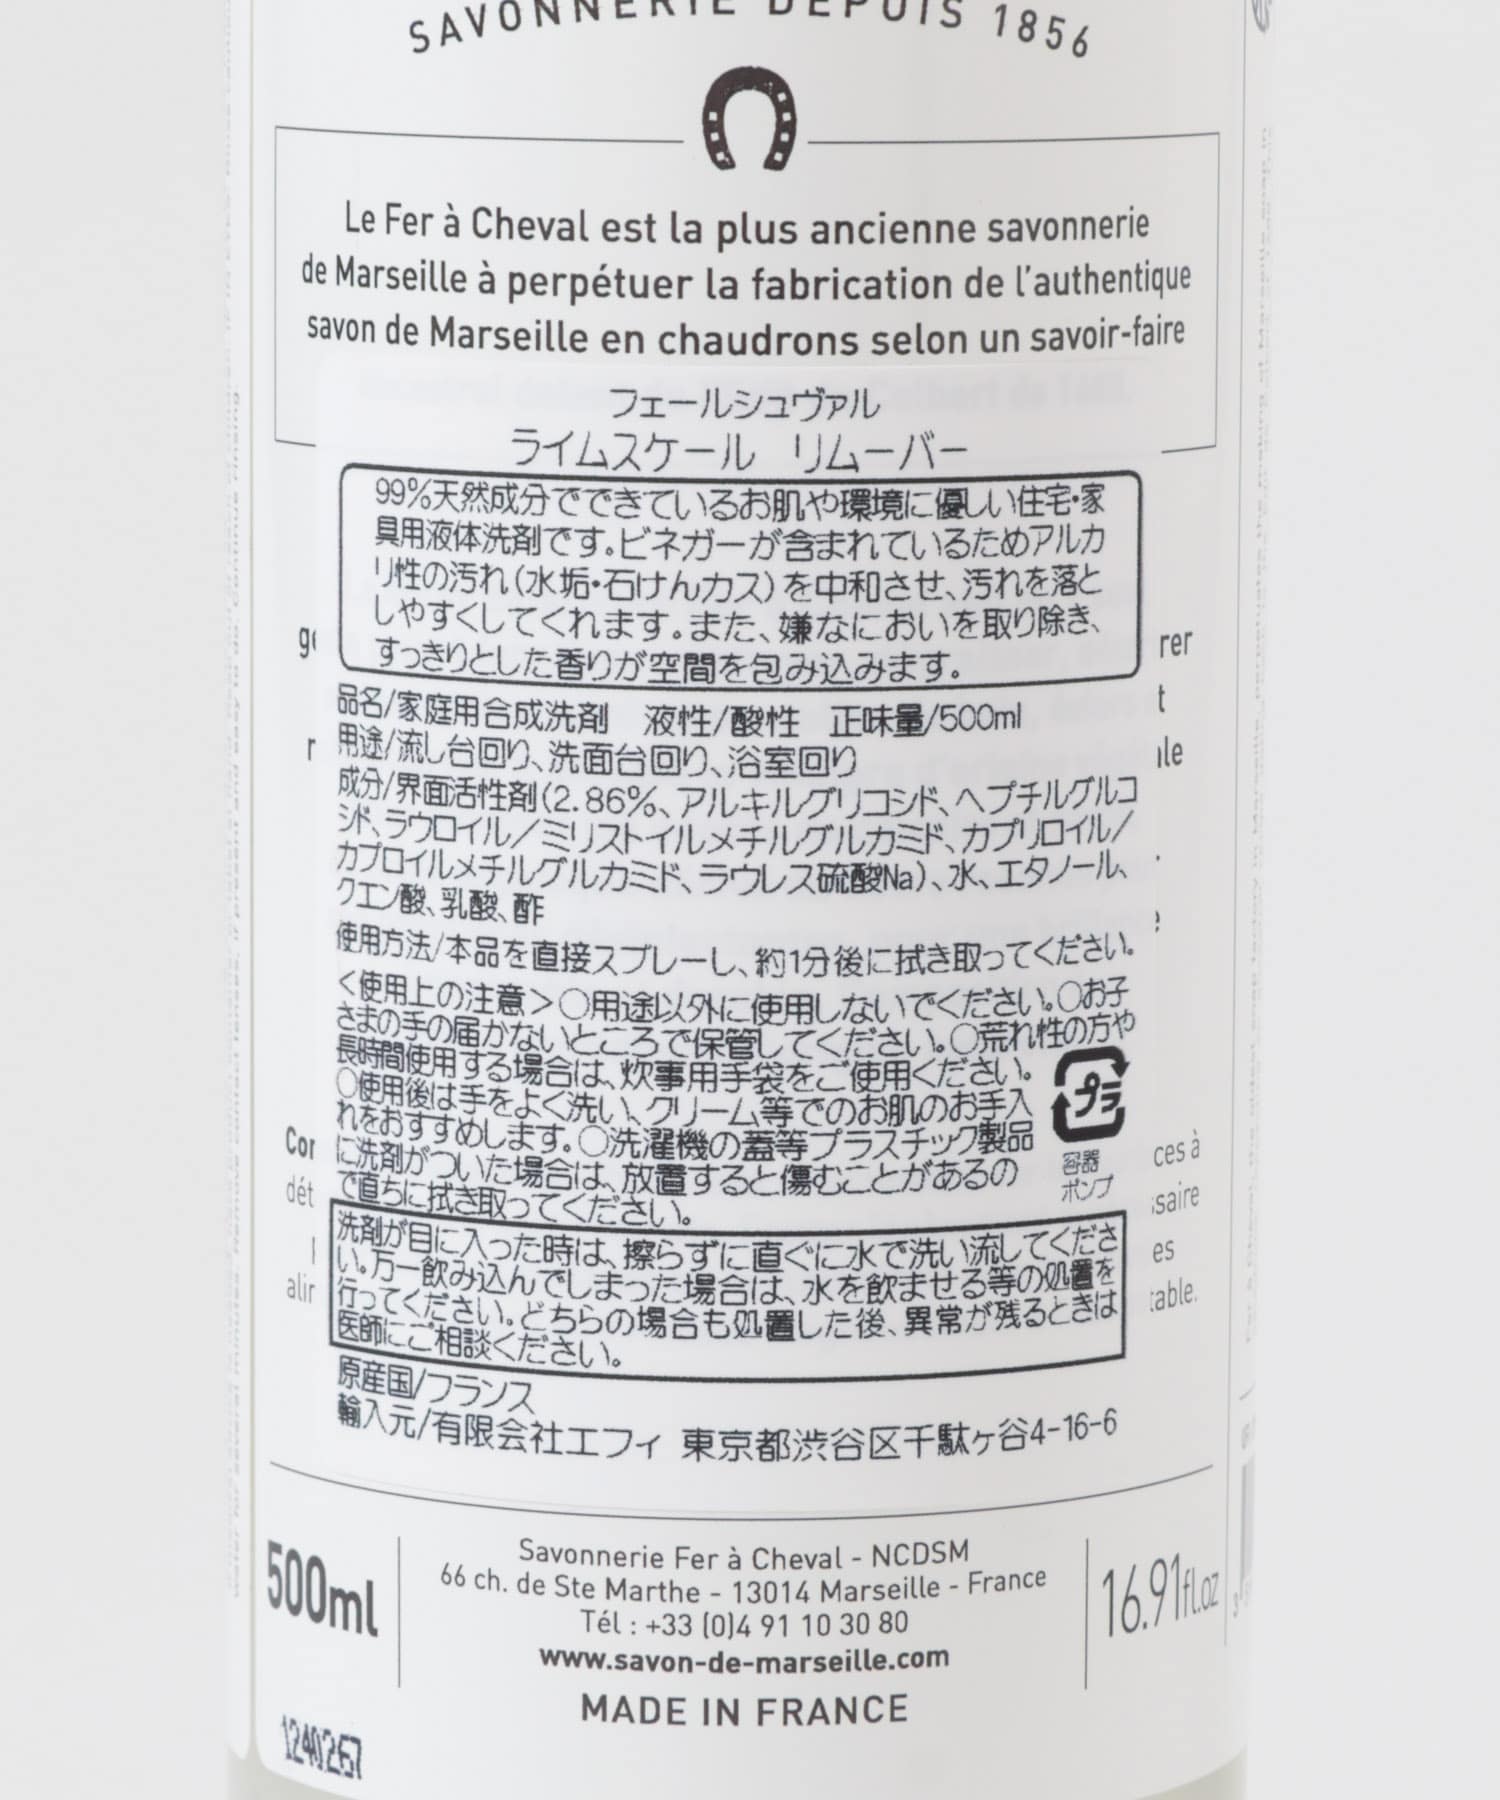 SAVONNERIE DEPUIS 1856
Le Fer à Cheval est la plus ancienne savonnerie
de Marseille à perpétuer la fabrication de l'authentique
savon de Marseille en chaudrons selon un savoir-faire
フェールシュヴァル
ライムスケール リムーバー
99%天然成分でできているお肌や環境に優しい住宅・家
具用液体洗剤です。ビネガーが含まれているためアルカ
リ性の汚れ(水垢・石けんカス)を中和させ、汚れを落と
しやすくしてくれます。また、嫌なにおいを取り除き、
すっきりとした香りが空間を包み込みます。
品名/家庭用合成洗剤 液性/酸性 正味量/500ml
用途/流し台回り、洗面台回り、浴室回り
成分/界面活性剤(2.86%、アルキルグリコシド、ヘプチルグルコ
シド、ラウロイル/ミリストイルメチルグルカミド、カプリロイル/
カプロイルメチルグルカミド、ラウレス硫酸Na)、水、エタノール、
クエン酸、乳酸、酢
使用方法/本品を直接スプレーし、約1分後に拭き取ってください。
<使用上の注意>○用途以外に使用しないでください。○お子
さまの手の届かないところで保管してください。○荒れ性の方や
長時間使用する場合は、炊事用手袋をご使用ください。
○使用後は手をよく洗い、クリーム等でのお肌のお手入
れをおすすめします。○洗濯機の蓋等プラスチック製品
に洗剤がついた場合は、放置すると傷むことがあるの
で直ちに拭き取ってください。
プラ
容器
ポンプ
洗剤が目に入った時は、擦らずに直ぐに水で洗い流してくださ
い。万一飲み込んでしまった場合は、水を飲ませる等の処置を
行ってください。どちらの場合も処置した後、異常が残るときは
医師にご相談ください。
原産国/フランス
輸入元/有限会社エフィ 東京都渋谷区千駄ヶ谷4-16-6
500ml
Savonnerie Fer à Cheval - NCDSM
66 ch. de Ste Marthe - 13014 Marseille - France
Tél : +33 (0)4 91 10 30 80
www.savon-de-marseille.com
MADE IN FRANCE
16.91fl.oz
1240267